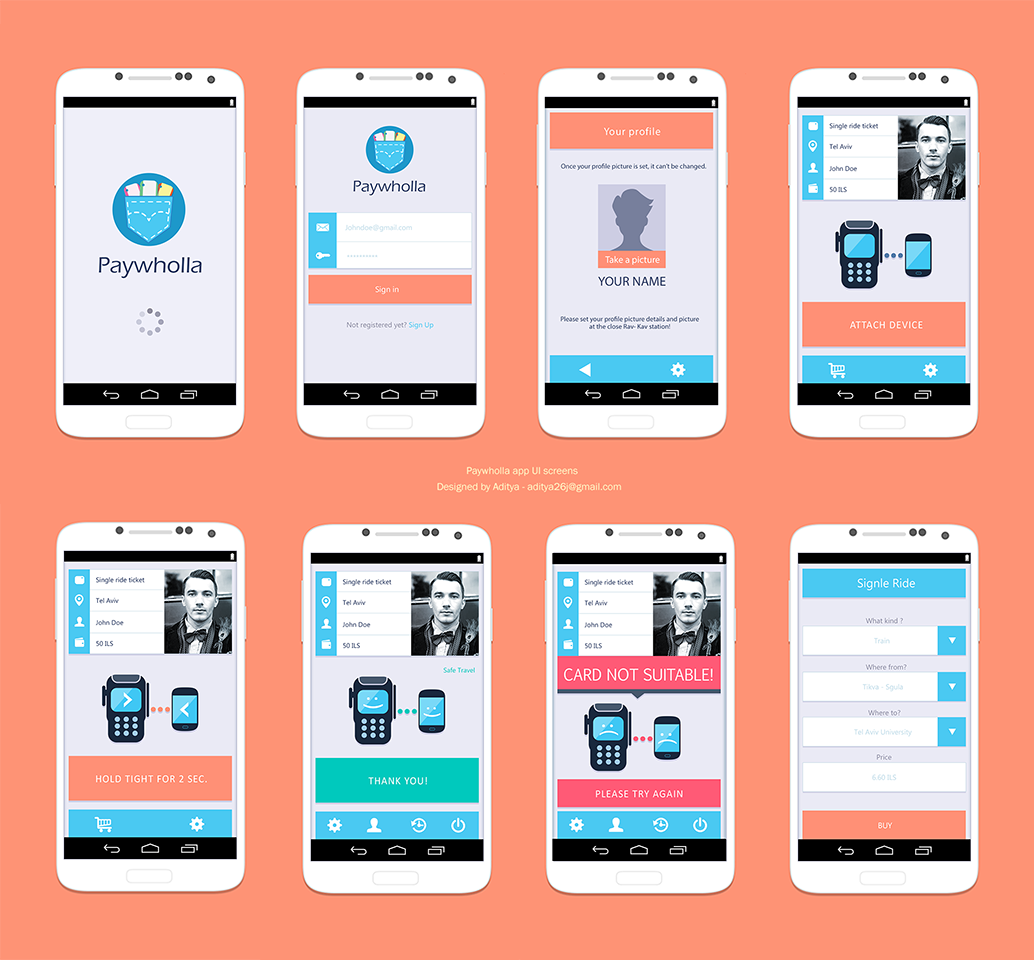 Paywholla
Paywholla
Johndoe@gmail.com
Sign in
Not registered yet? Sign Up
Your profile
Once your profile picture is set, it can't be changed.
Take a picture
YOUR NAME
Please set your profile picture details and picture
at the close Rav- Kav station!
Single ride ticket
Tel Aviv
John Doe
50 ILS
ATTACH DEVICE
Paywholla app UI screens
Designed by Aditya - aditya26j@gmail.com
Single ride ticket
Tel Aviv
John Doe
50 ILS
HOLD TIGHT FOR 2 SEC.
Single ride ticket
Tel Aviv
John Doe
50 ILS
Safe Travel
THANK YOU!
Single ride ticket
Tel Aviv
John Doe
50 ILS
CARD NOT SUITABLE!
PLEASE TRY AGAIN
Signle Ride
What kind ?
Train
Where from?
Tikva - Sgula
Where to?
Tel Aviv University
Price
6.60 ILS
BUY